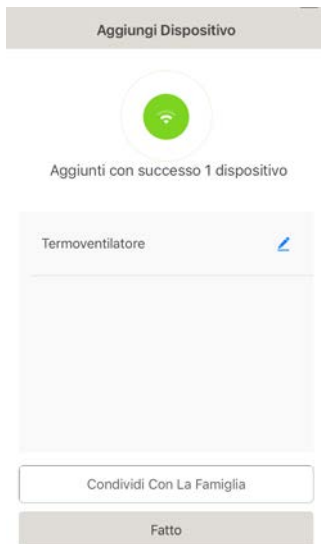 Aggiungi Dispositivo
Aggiunti con successo 1 dispositivo
Termoventilatore
Condividi Con La Famiglia
Fatto